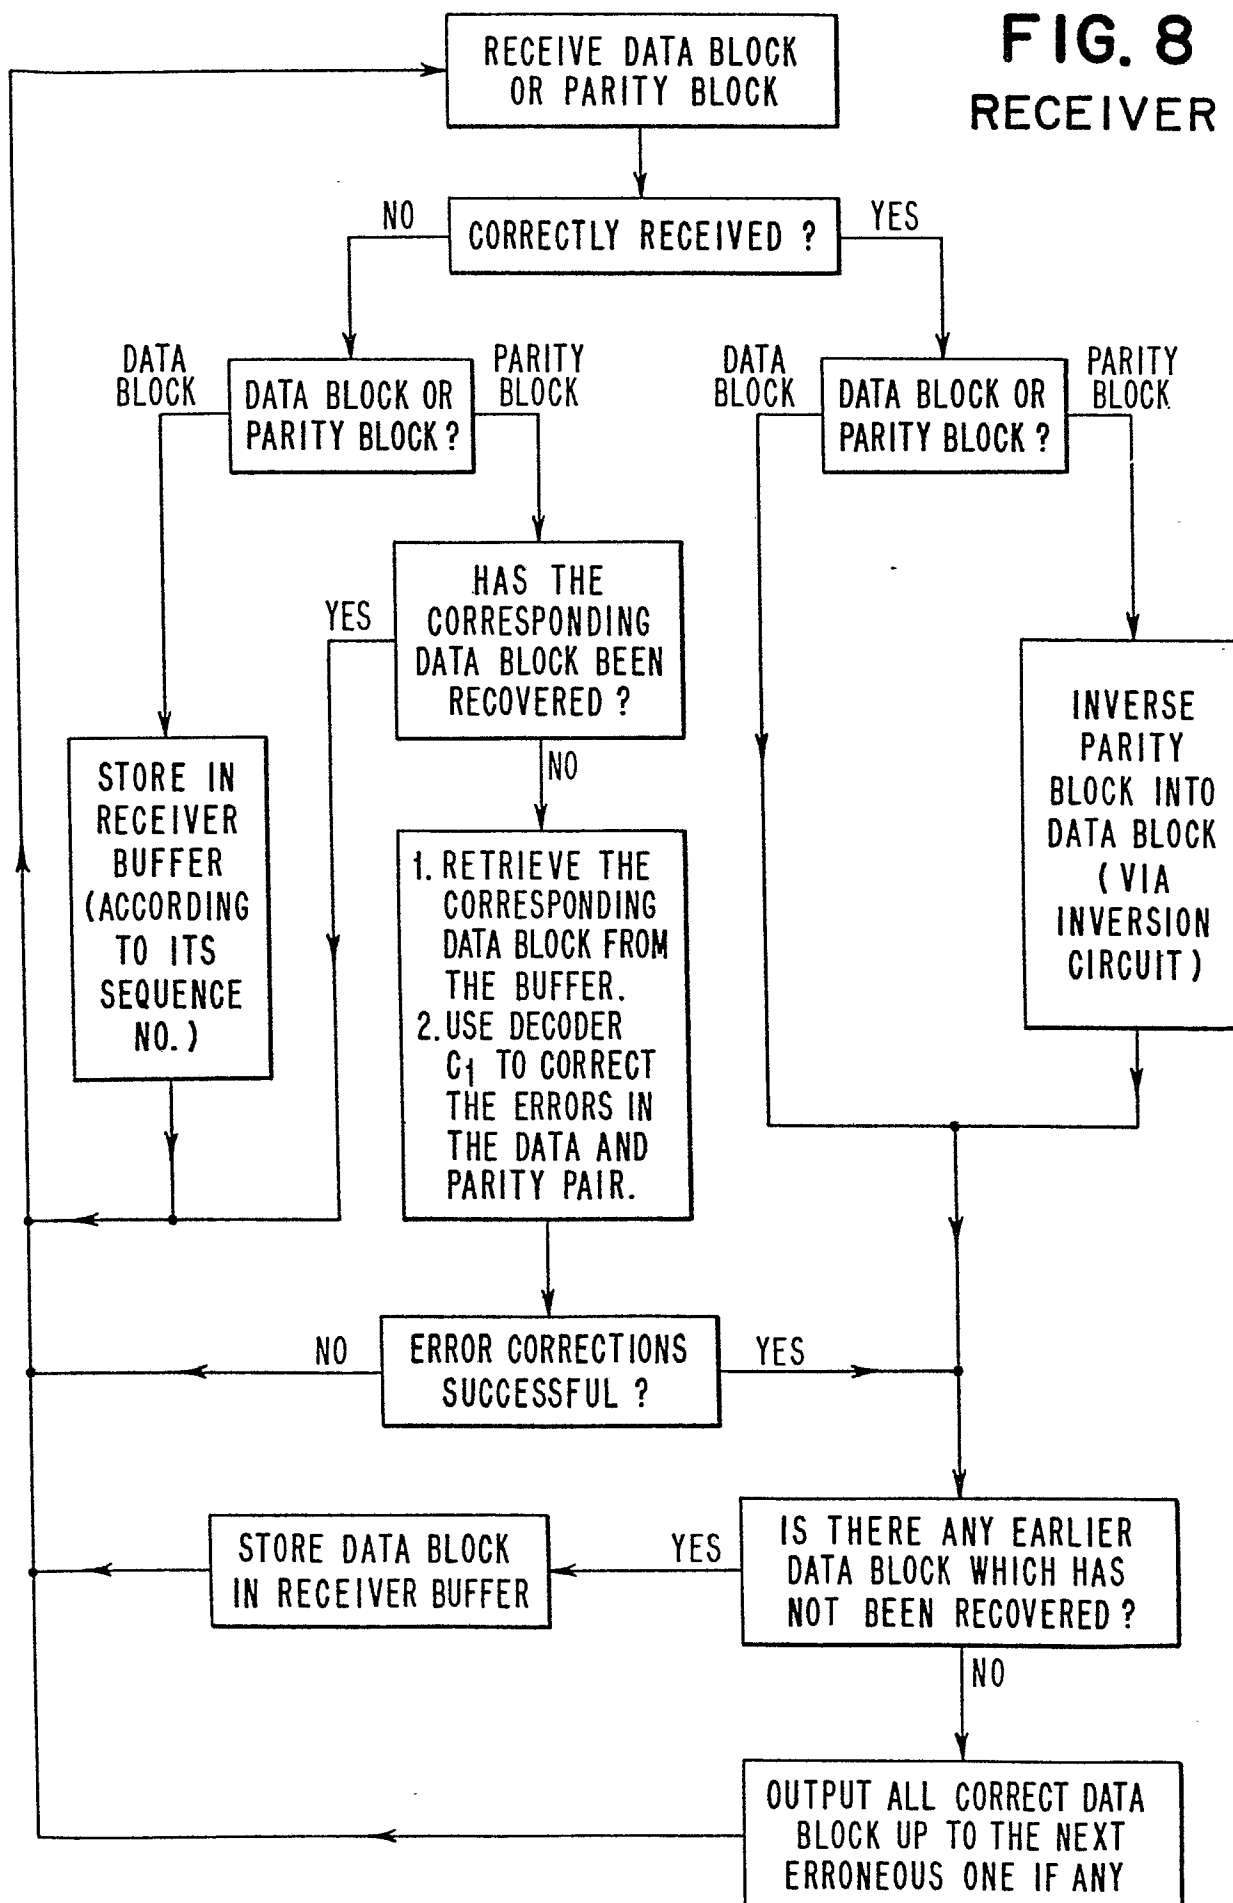 FIG. 8
RECEIVER
RECEIVE DATA BLOCK
OR PARITY BLOCK
NO
CORRECTLY RECEIVED ?
YES
DATA
BLOCK
DATA BLOCK OR
PARITY BLOCK ?
PARITY
BLOCK
DATA
BLOCK
DATA BLOCK OR
PARITY BLOCK ?
PARITY
BLOCK
YES
HAS THE
CORRESPONDING
DATA BLOCK BEEN
RECOVERED ?
NO
STORE IN
RECEIVER
BUFFER
(ACCORDING
TO ITS
SEQUENCE
NO.)
1. RETRIEVE THE
CORRESPONDING
DATA BLOCK FROM
THE BUFFER.
2. USE DECODER
C1 TO CORRECT
THE ERRORS IN
THE DATA AND
PARITY PAIR.
INVERSE
PARITY
BLOCK INTO
DATA BLOCK
(VIA
INVERSION
CIRCUIT)
NO
ERROR CORRECTIONS
SUCCESSFUL ?
YES
STORE DATA BLOCK
IN RECEIVER BUFFER
YES
IS THERE ANY EARLIER
DATA BLOCK WHICH HAS
NOT BEEN RECOVERED ?
NO
OUTPUT ALL CORRECT DATA
BLOCK UP TO THE NEXT
ERRONEOUS ONE IF ANY